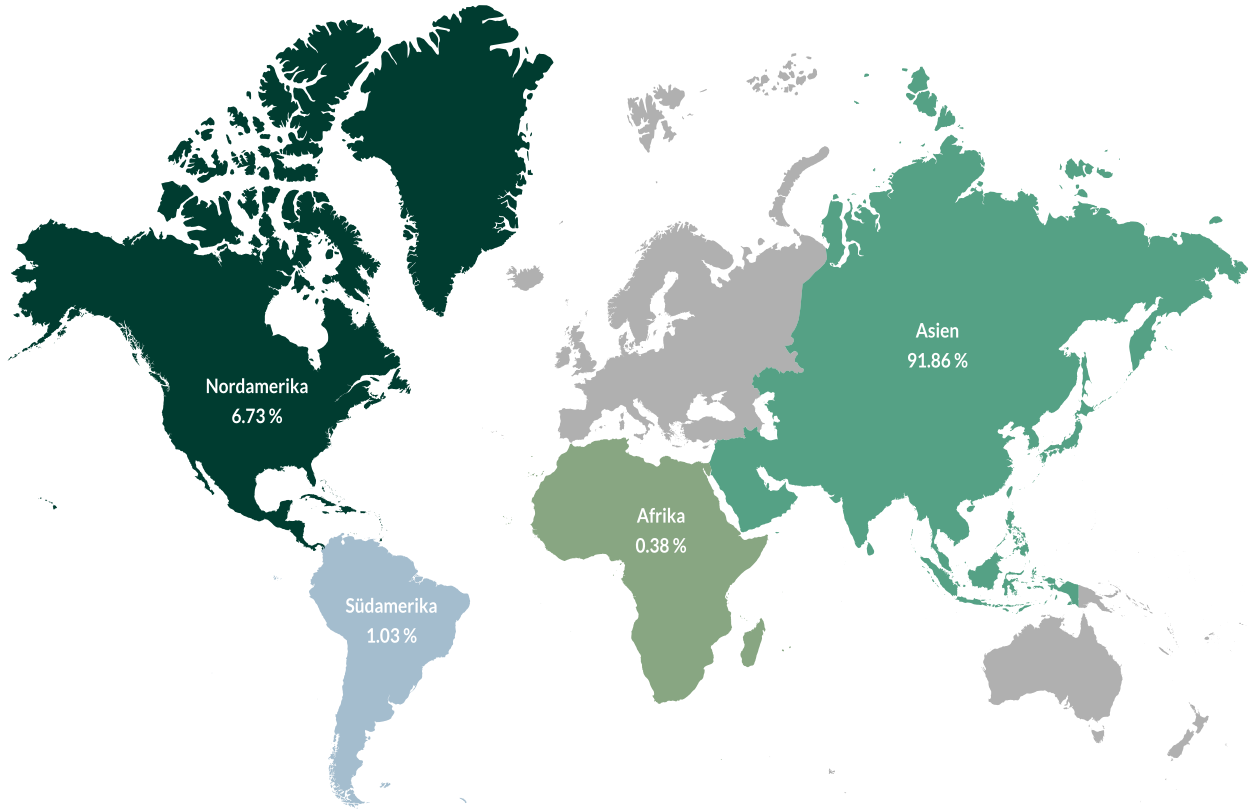 Asien
91.86 %
Nordamerika
6.73 %
Afrika
0.38 %
Südamerika
1.03 %